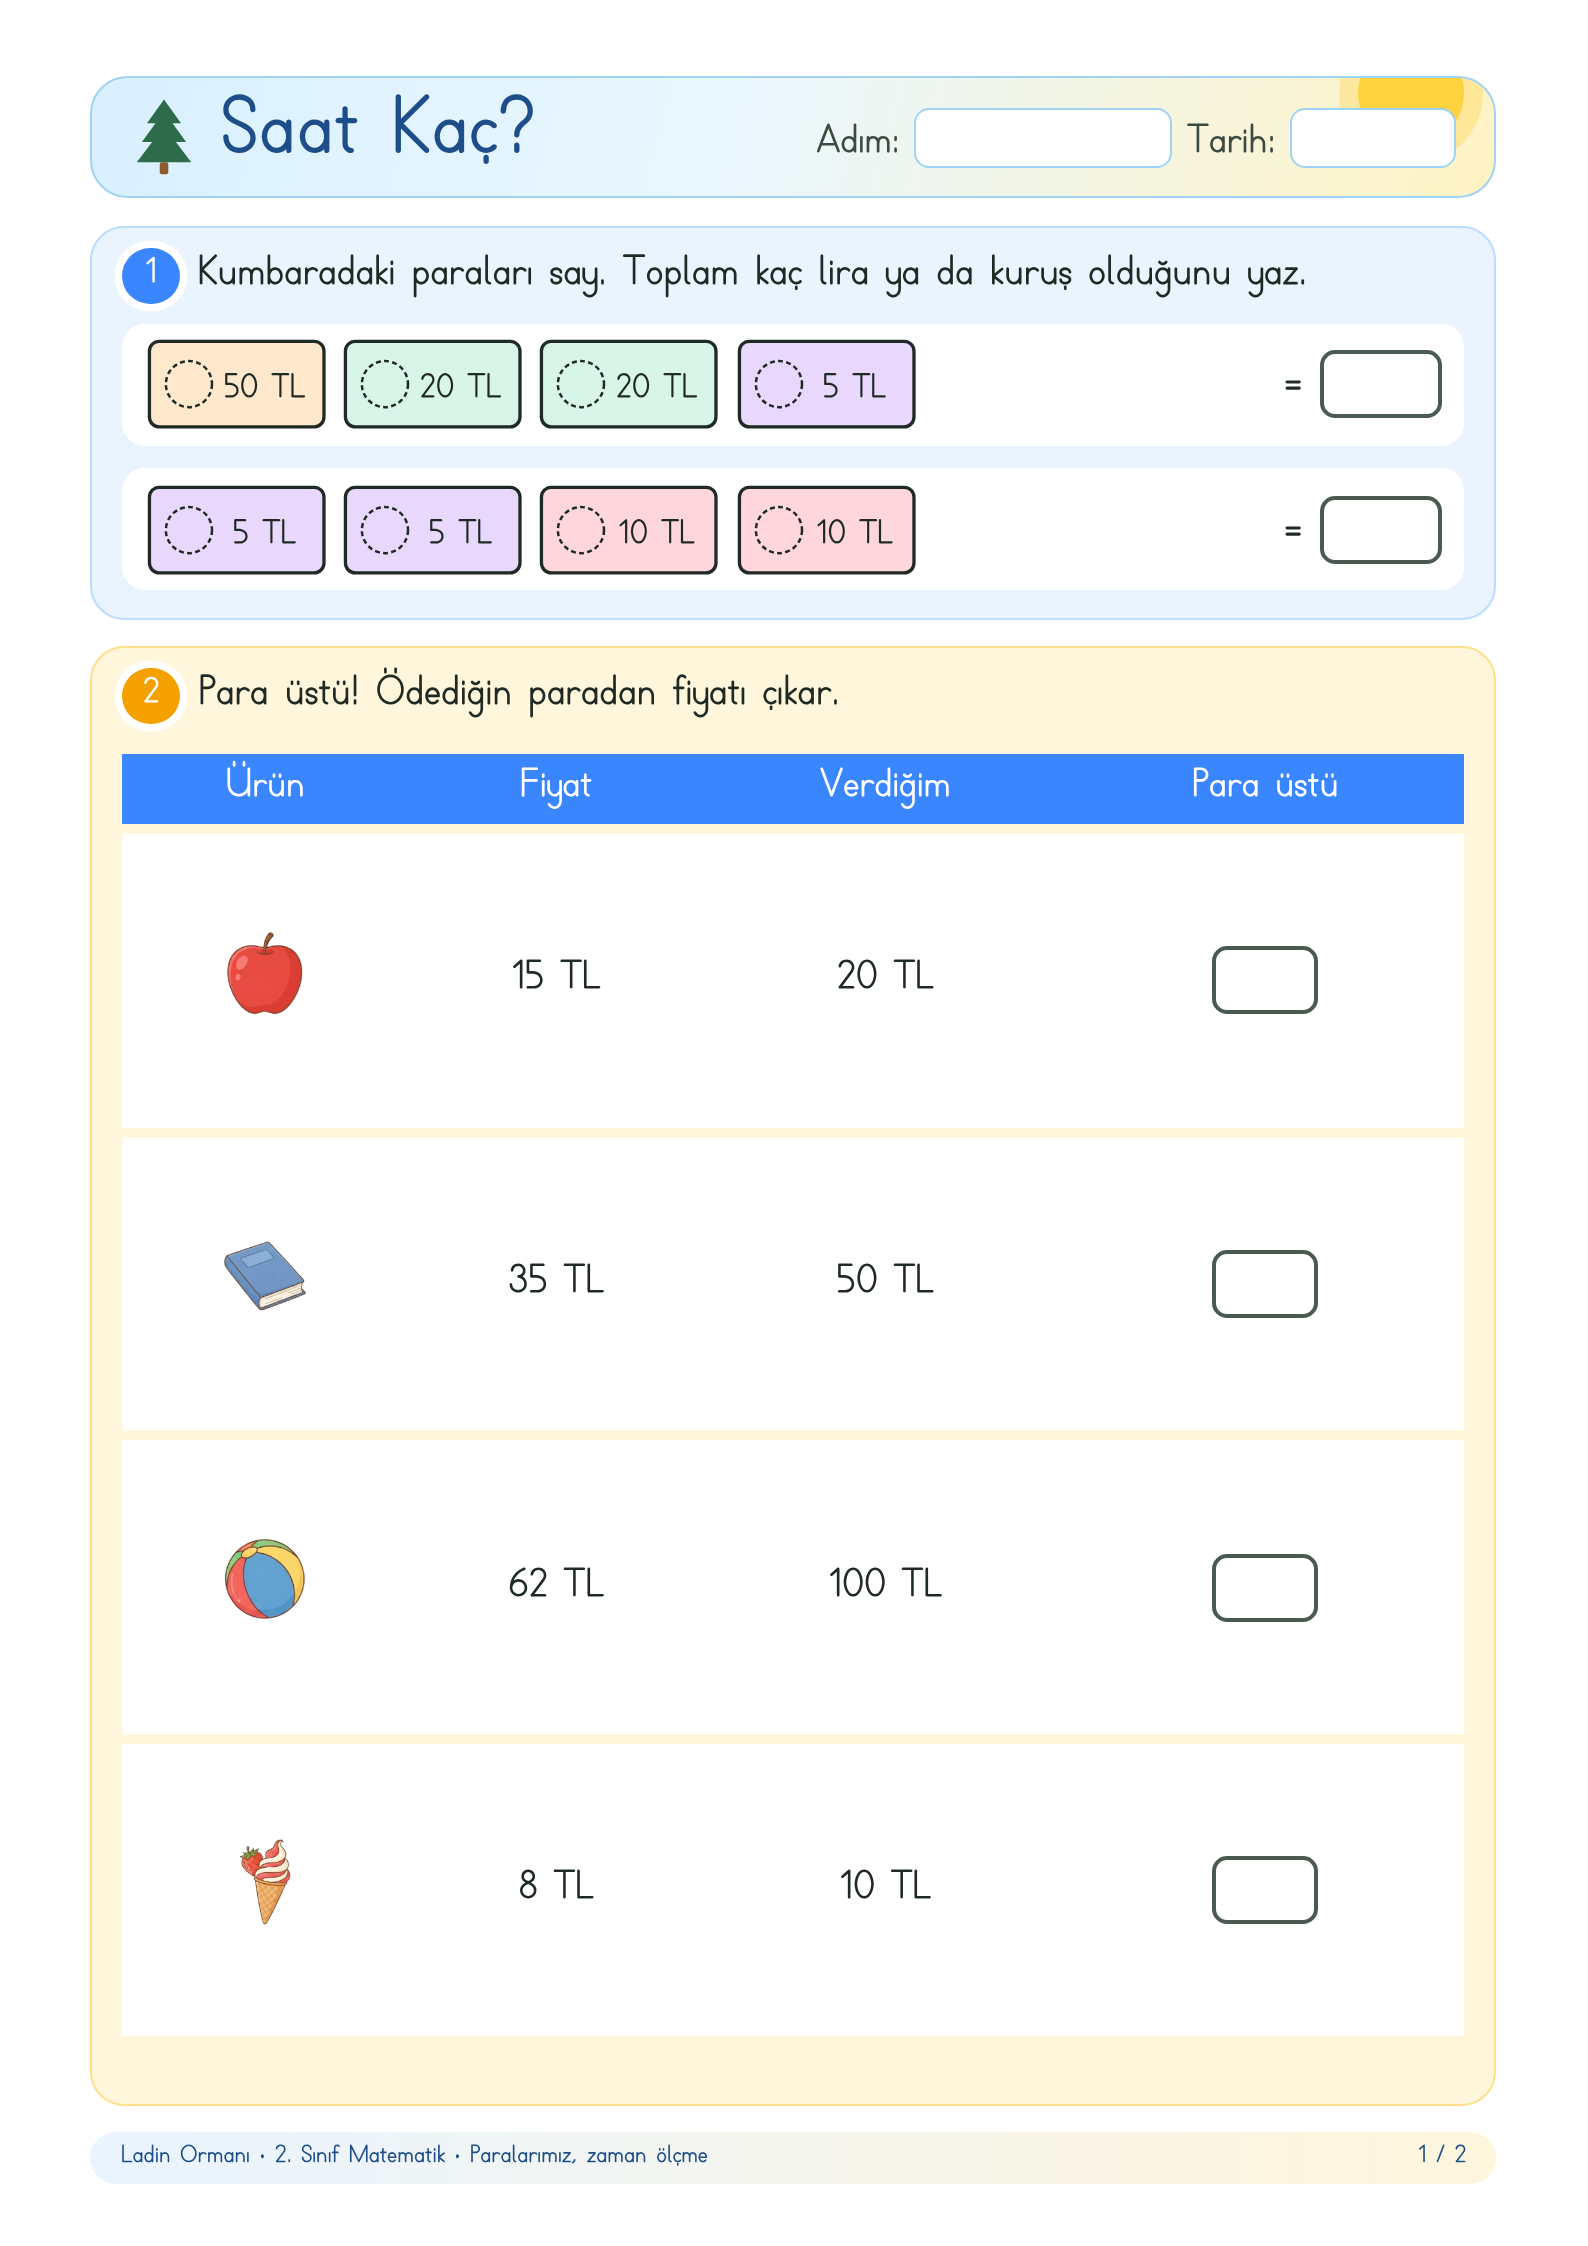 Saat Kaç?
Adım: Tarih:
1 Kumbaradaki paraları say. Toplam kaç lira ya da kuruş olduğunu yaz.
50 TL 20 TL 20 TL 5 TL =
5 TL 5 TL 10 TL 10 TL =
2 Para üstü! Ödediğin paradan fiyatı çıkar.
Ürün Fiyat Verdiğim Para üstü
15 TL 20 TL
35 TL 50 TL
62 TL 100 TL
8 TL 10 TL
Ladin Ormanı • 2. Sınıf Matematik • Paralarımız, zaman ölçme 1 / 2